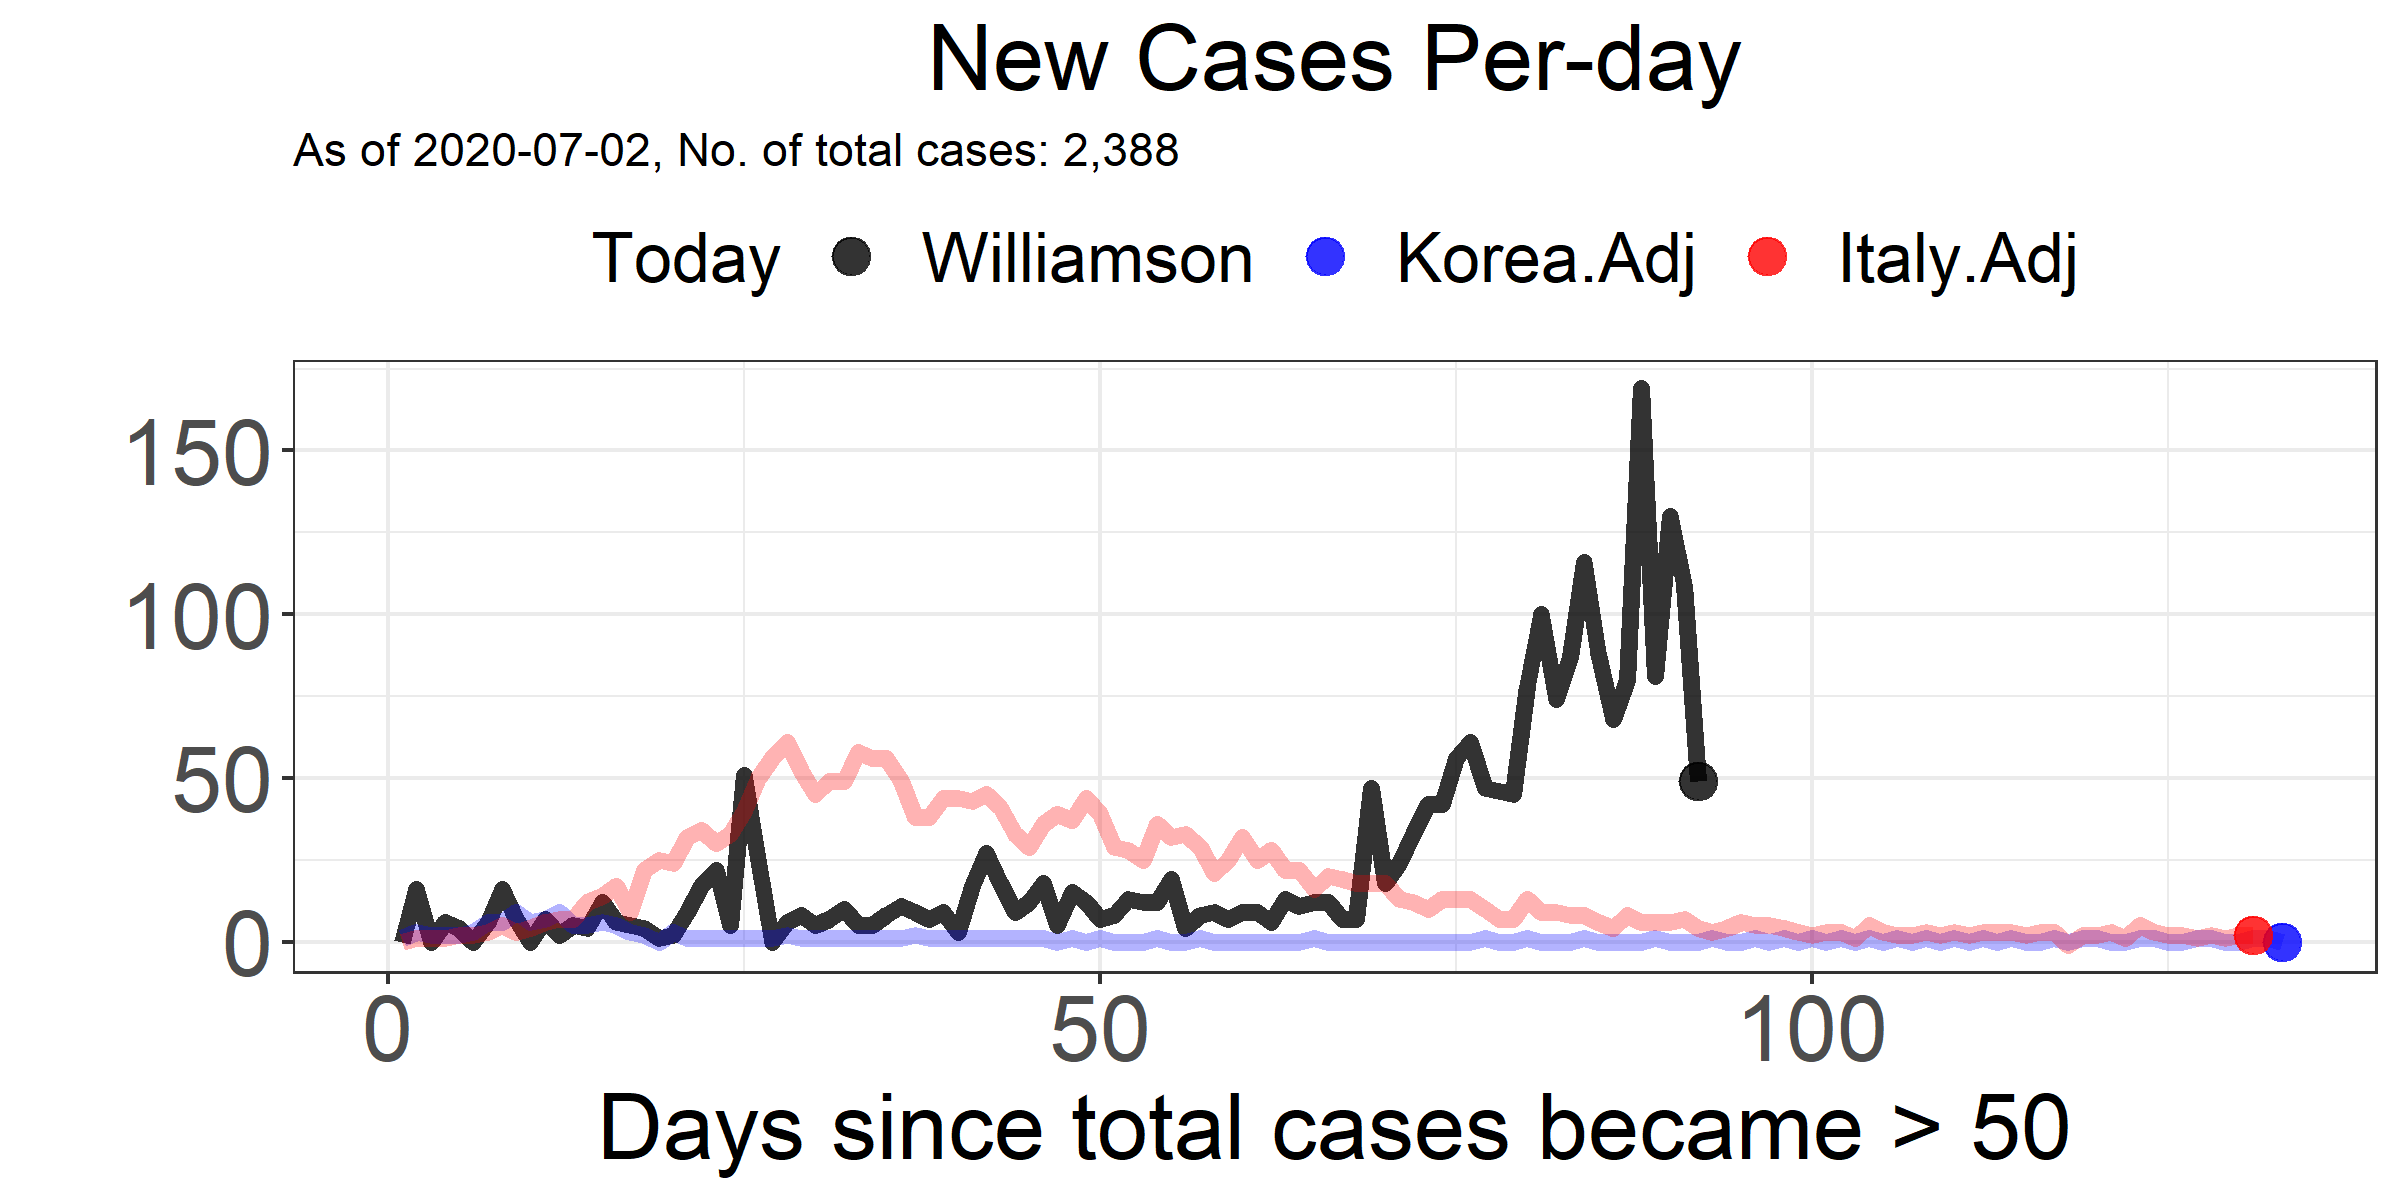 New Cases Per-day
As of 2020-07-02, No. of total cases: 2,388
Today Williamson Korea.Adj Italy.Adj
150
100
50
0
0 50 100
Days since total cases became > 50